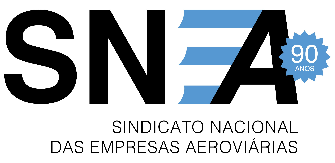 SNEA
90
ANOS
SINDICATO NACIONAL
DAS EMPRESAS AEROVIÁRIAS